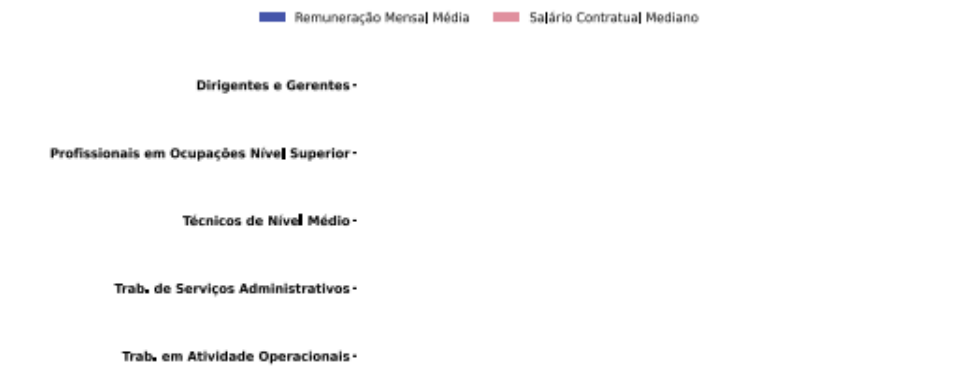 Remuneração Mensal Média Salário Contratual Mediano
Dirigentes e Gerentes
Profissionais em Ocupações Nível Superior
Técnicos de Nível Médio
Trab. de Serviços Administrativos
Trab. em Atividade Operacionais